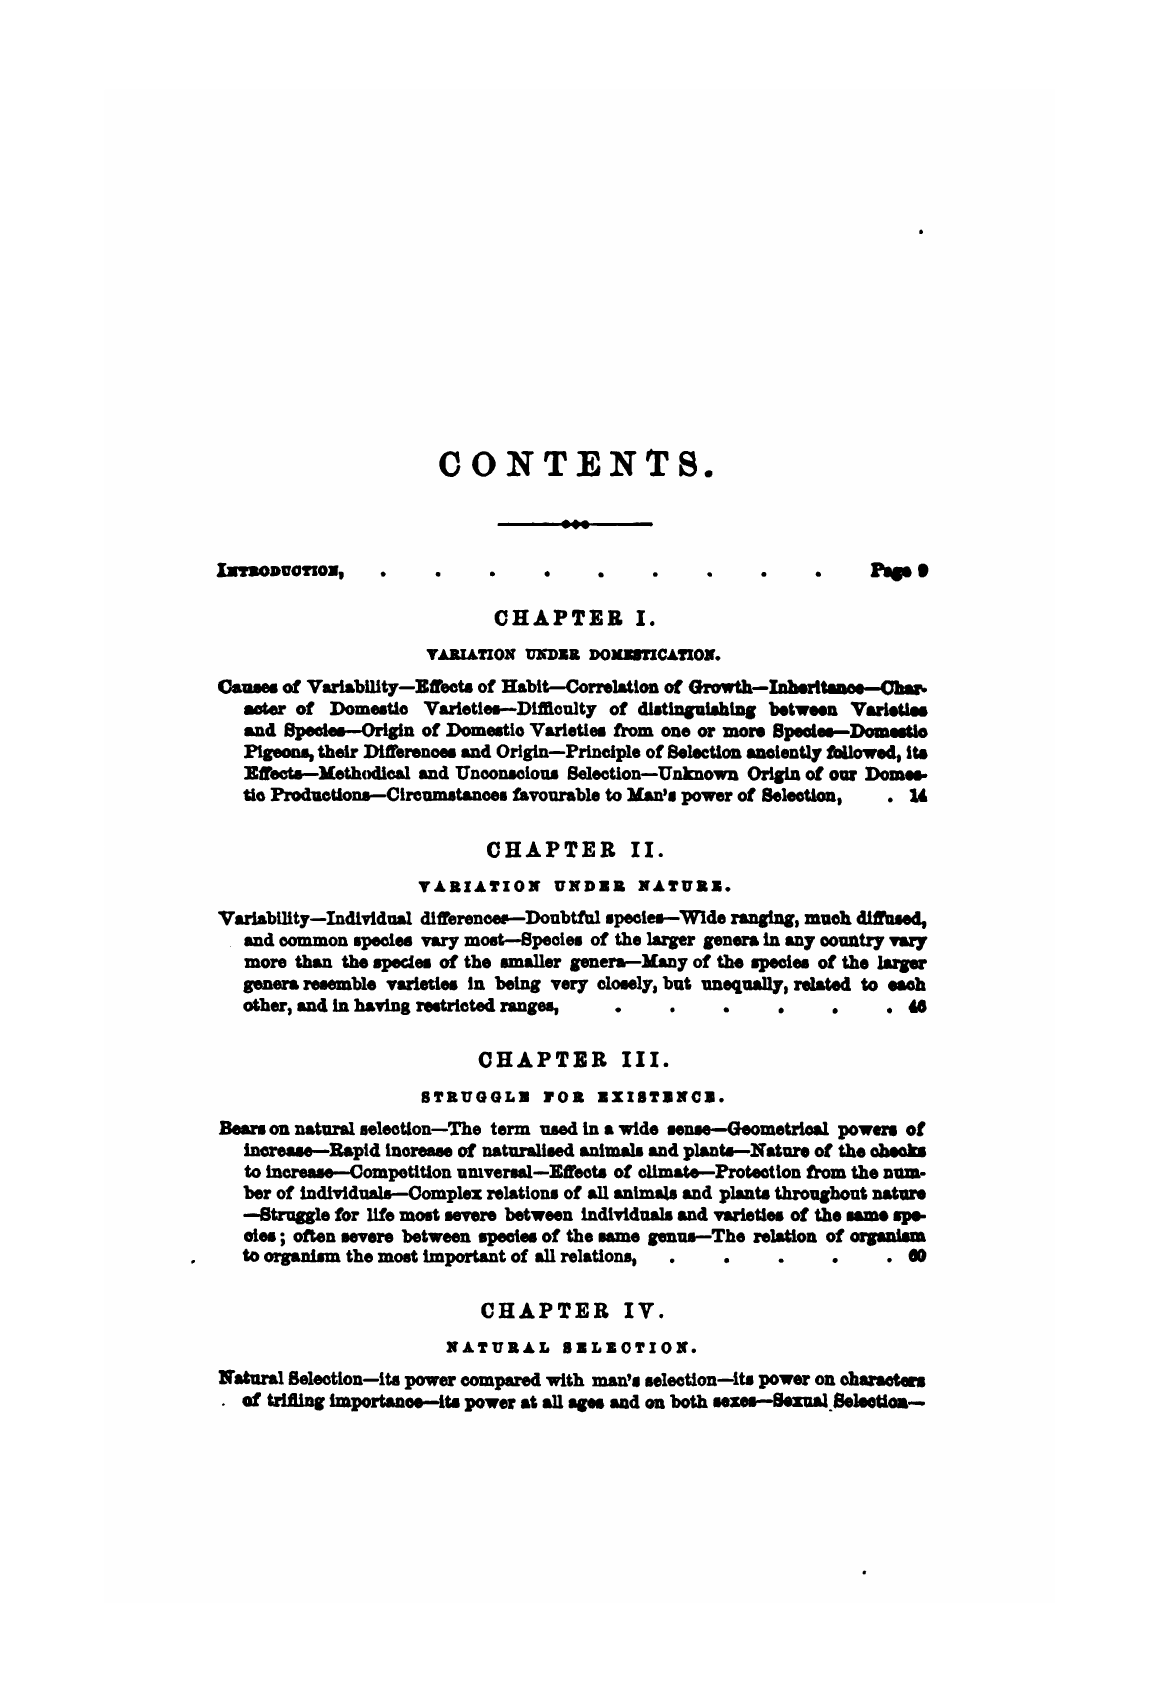 CONTENTS.
INTRODUCTION, . . . . . . . . . Page 9
CHAPTER I.
VARIATION UNDER DOMESTICATION.
Causes of Variability—Effects of Habit—Correlation of Growth—Inheritance—Char-
acter of Domestic Varieties—Difficulty of distinguishing between Varieties
and Species—Origin of Domestic Varieties from one or more Species—Domestic
Pigeons, their Differences and Origin—Principle of Selection anciently followed, its
Effects—Methodical and Unconscious Selection—Unknown Origin of our Domes-
tic Productions—Circumstances favourable to Man's power of Selection, . 14
CHAPTER II.
VARIATION UNDER NATURE.
Variability—Individual differences—Doubtful species—Wide ranging, much diffused,
and common species vary most—Species of the larger genera in any country vary
more than the species of the smaller genera—Many of the species of the larger
genera resemble varieties in being very closely, but unequally, related to each
other, and in having restricted ranges, . . . . . . 46
CHAPTER III.
STRUGGLE FOR EXISTENCE.
Bears on natural selection—The term used in a wide sense—Geometrical powers of
increase—Rapid increase of naturalised animals and plants—Nature of the checks
to increase—Competition universal—Effects of climate—Protection from the num-
ber of individuals—Complex relations of all animals and plants throughout nature
—Struggle for life most severe between individuals and varieties of the same spe-
cies; often severe between species of the same genus—The relation of organism
to organism the most important of all relations, . . . . . 60
CHAPTER IV.
NATURAL SELECTION.
Natural Selection—its power compared with man's selection—its power on characters
of trifling importance—its power at all ages and on both sexes—Sexual Selection—